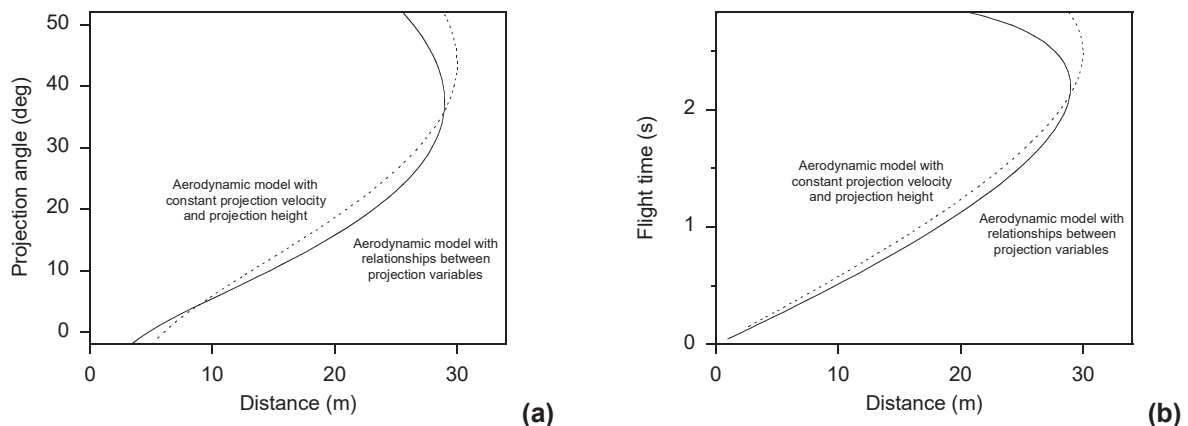 50
40
30
20
10
0
Projection angle (deg)
Aerodynamic model with
constant projection velocity
and projection height
Aerodynamic model with
relationships between
projection variables
0
10
20
30
Distance (m)
(a)
2
1
0
Flight time (s)
Aerodynamic model with
constant projection velocity
and projection height
Aerodynamic model with
relationships between
projection variables
0
10
20
30
Distance (m)
(b)